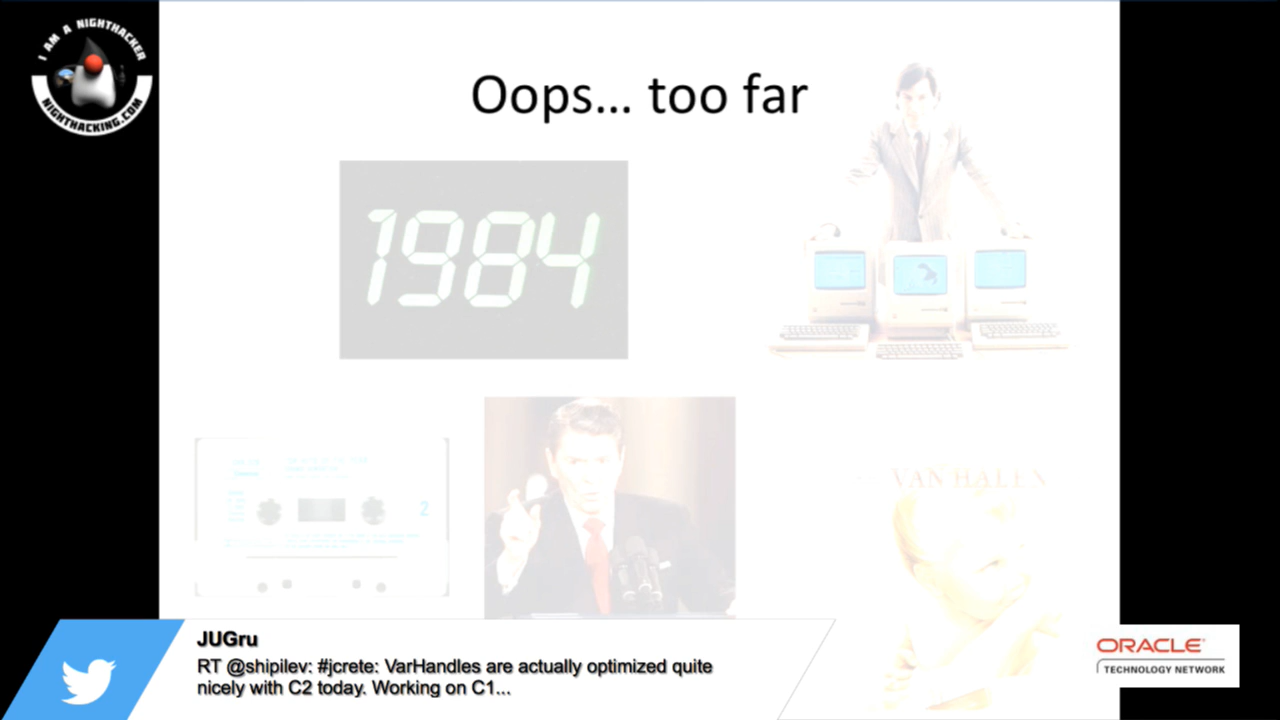 I AM A NIGHTHACKER
NIGHTHACKING.COM
Oops... too far
1984
2
VAN HALEN
JUGru
RT @shipilev: #jcrete: VarHandles are actually optimized quite
nicely with C2 today. Working on C1...
ORACLE
TECHNOLOGY NETWORK